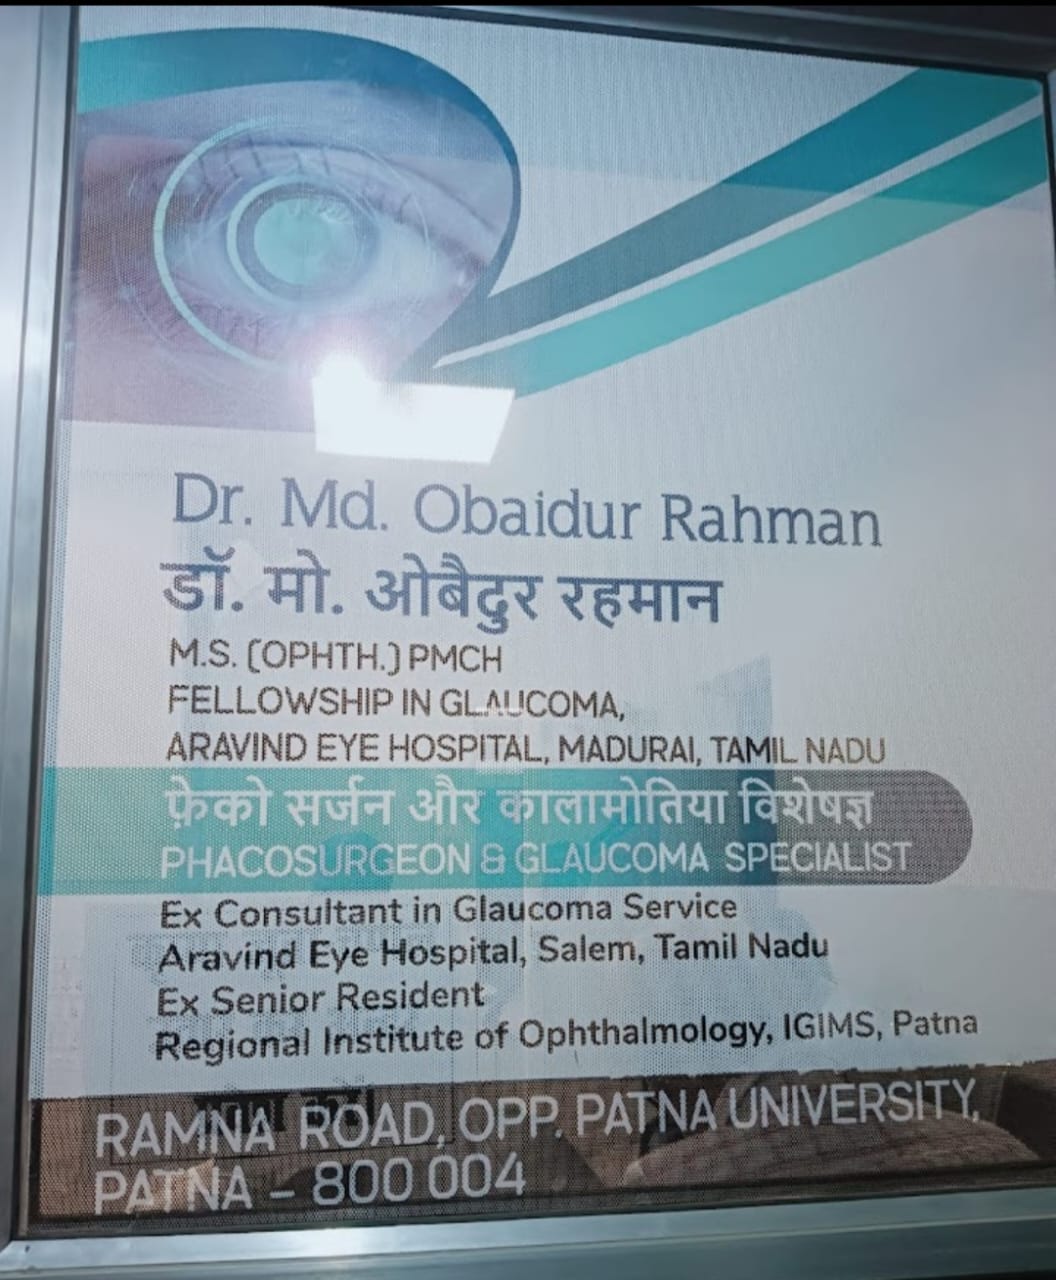 Dr. Md. Obaidur Rahman
डॉ. मो. ओबैदुर रहमान
M.S. (OPHTH.) PMCH
FELLOWSHIP IN GLAUCOMA,
ARAVIND EYE HOSPITAL, MADURAI, TAMIL NADU
फ़ेको सर्जन और कालामोतिया विशेषज्ञ
PHACOSURGEON & GLAUCOMA SPECIALIST
Ex Consultant in Glaucoma Service
Aravind Eye Hospital, Salem, Tamil Nadu
Ex Senior Resident
Regional Institute of Ophthalmology, IGIMS, Patna
RAMNA ROAD, OPP. PATNA UNIVERSITY,
PATNA – 800 004